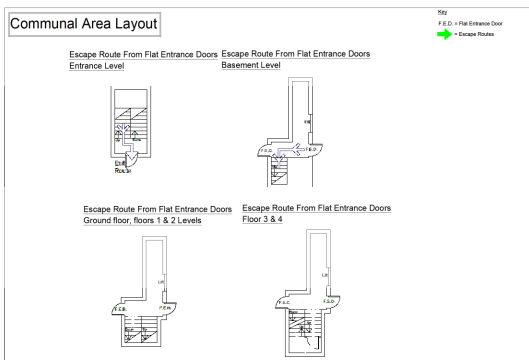 Communal Area Layout
Key
F.E.D. = Flat Entrance Door
= Escape Routes
Escape Route From Flat Entrance Doors
Entrance Level
Escape Route From Flat Entrance Doors
Basement Level
F.E.D.
F.E.D.
Escape Route From Flat Entrance Doors
Ground floor, floors 1 & 2 Levels
Escape Route From Flat Entrance Doors
Floor 3 & 4
Lift
Lift
F.E.D.
F.E.D.